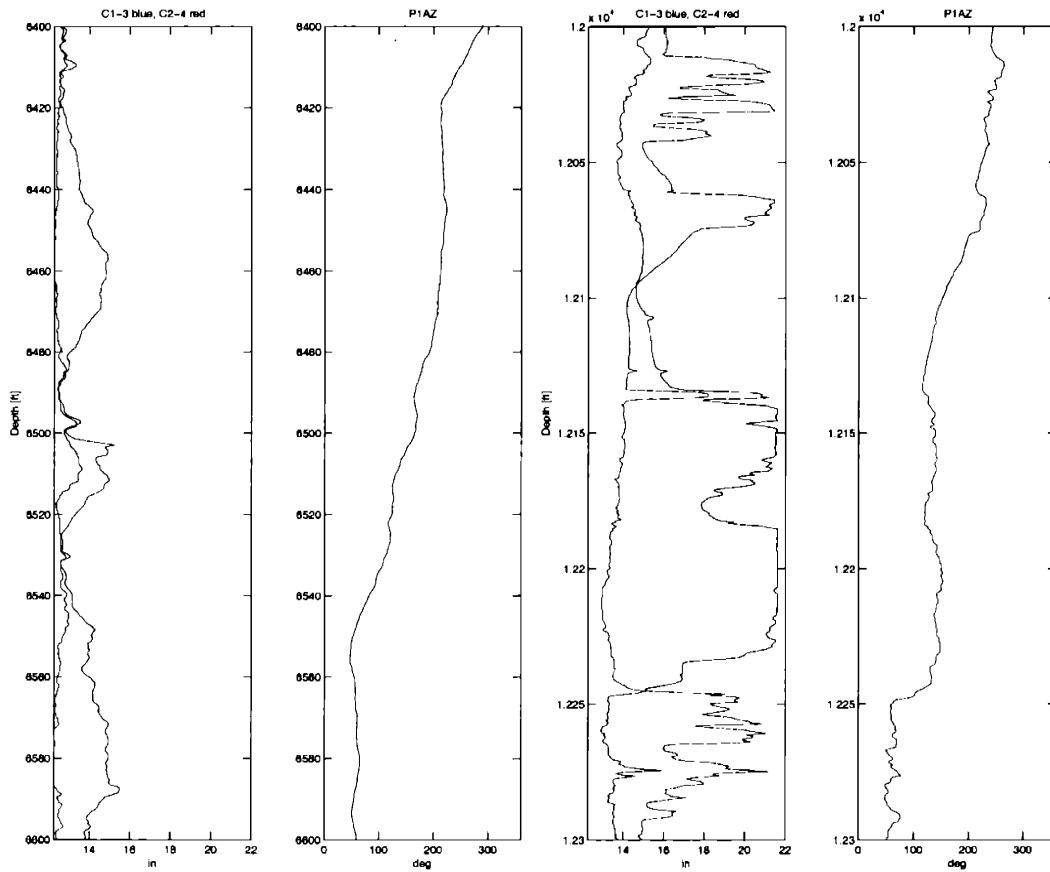 C1-3 blue, C2-4 red
6400
6420
6440
6460
6480
6500
6520
6540
6560
6580
6600
Depth [ft]
14 16 18 20 22
in
P1AZ
6400
6420
6440
6460
6480
6500
6520
6540
6560
6580
6600
0 100 200 300
deg
C1-3 blue, C2-4 red
x 10⁴
1.2
1.205
1.21
1.215
1.22
1.225
1.23
Depth [ft]
14 16 18 20 22
in
P1AZ
x 10⁴
1.2
1.205
1.21
1.215
1.22
1.225
1.23
0 100 200 300
deg